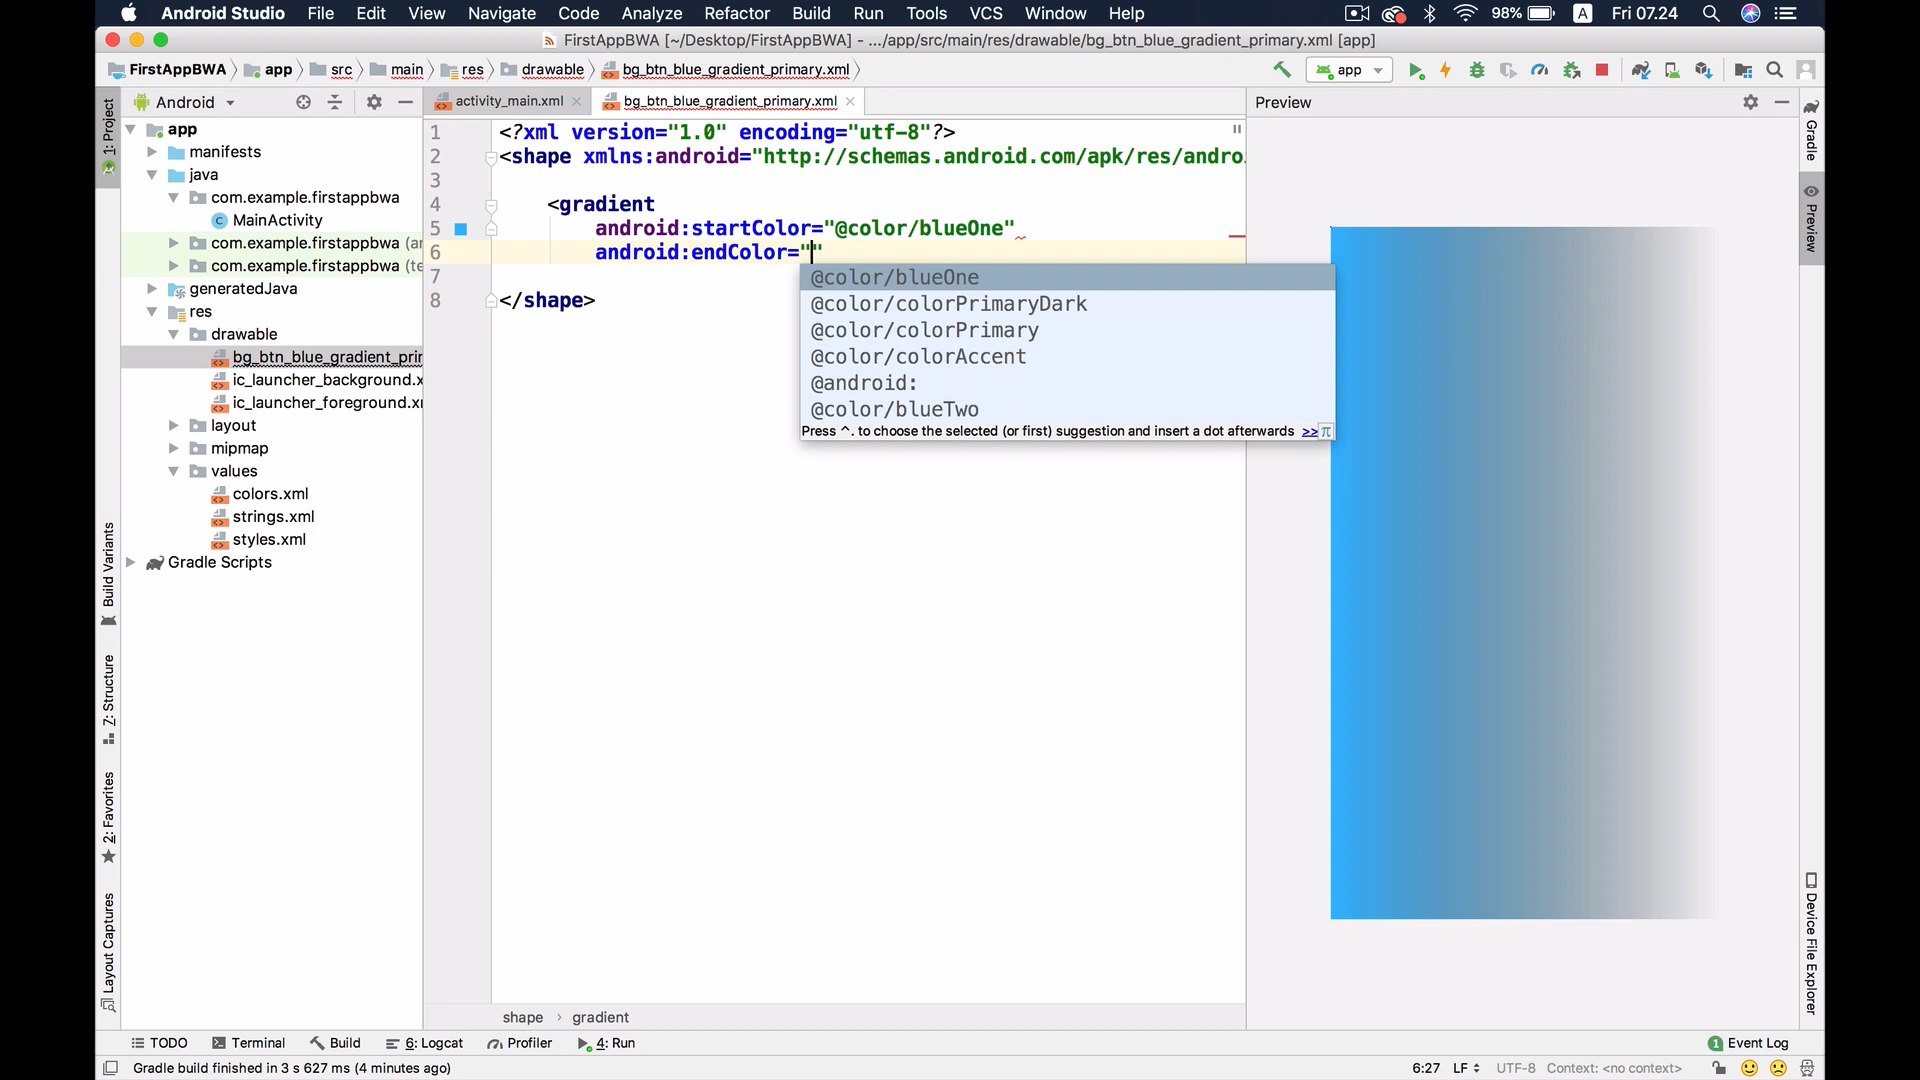 Android Studio File Edit View Navigate Code Analyze Refactor Build Run Tools VCS Window Help 98% A Fri 07.24
FirstAppBWA [~/Desktop/FirstAppBWA] - .../app/src/main/res/drawable/bg_btn_blue_gradient_primary.xml [app]
FirstAppBWA app src main res drawable bg_btn_blue_gradient_primary.xml app
1: Project
Android
activity_main.xml
bg_btn_blue_gradient_primary.xml
Preview
Gradle
Preview
app
manifests
java
com.example.firstappbwa
MainActivity
com.example.firstappbwa (ar
com.example.firstappbwa (te
generatedJava
res
drawable
bg_btn_blue_gradient_prir
ic_launcher_background.x
ic_launcher_foreground.xr
layout
mipmap
values
colors.xml
strings.xml
styles.xml
Gradle Scripts
1 <?xml version="1.0" encoding="utf-8"?>
2 <shape xmlns:android="http://schemas.android.com/apk/res/andro
3
4 <gradient
5 android:startColor="@color/blueOne"
6 android:endColor=""
7
8 </shape>
@color/blueOne
@color/colorPrimaryDark
@color/colorPrimary
@color/colorAccent
@android:
@color/blueTwo
Press ^. to choose the selected (or first) suggestion and insert a dot afterwards >> π
Build Variants
Z: Structure
2: Favorites
Layout Captures
Device File Explorer
shape › gradient
TODO Terminal Build 6: Logcat Profiler 4: Run 1 Event Log
Gradle build finished in 3 s 627 ms (4 minutes ago) 6:27 LF UTF-8 Context: <no context>